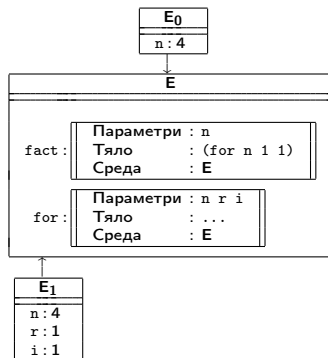 E0
n : 4
E
fact :
Параметри : n
Тяло : (for n 1 1)
Среда : E
for :
Параметри : n r i
Тяло : ...
Среда : E
E1
n : 4
r : 1
i : 1